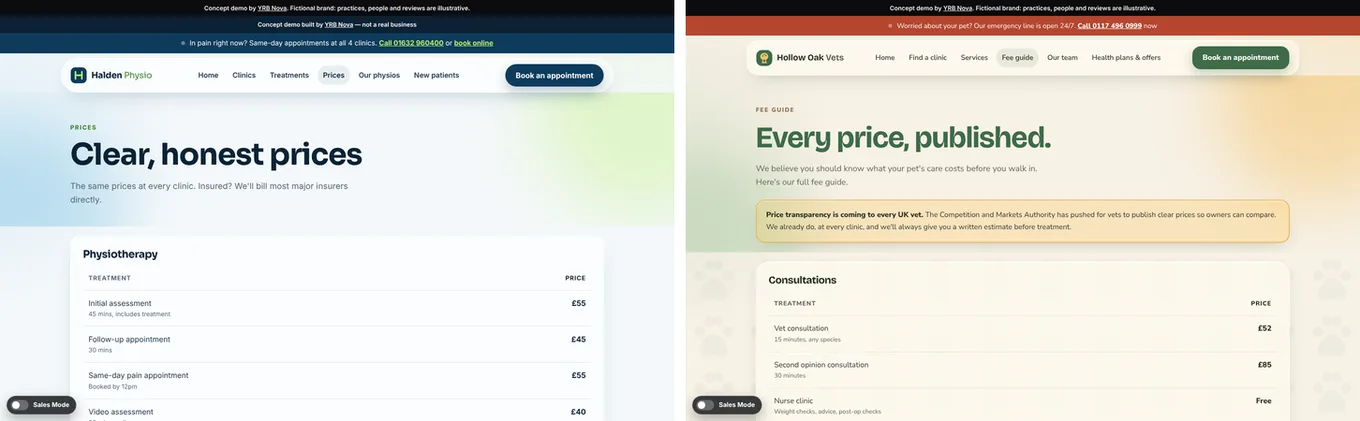 Concept demo by YRB Nova. Fictional brand: practices, people and reviews are illustrative.
Concept demo built by YRB Nova — not a real business
In pain right now? Same-day appointments at all 4 clinics. Call 01632 960400 or book online
Halden Physio
Home
Clinics
Treatments
Prices
Our physios
New patients
Book an appointment
PRICES
Clear, honest prices
The same prices at every clinic. Insured? We'll bill most major insurers
directly.
Physiotherapy
TREATMENT PRICE
Initial assessment £55
45 mins, includes treatment
Follow-up appointment £45
30 mins
Same-day pain appointment £55
Booked by 12pm
Video assessment £40
Sales Mode
Concept demo by YRB Nova. Fictional brand: practices, people and reviews are illustrative.
Worried about your pet? Our emergency line is open 24/7. Call 0117 496 0999 now
Hollow Oak Vets
Home
Find a clinic
Services
Fee guide
Our team
Health plans & offers
Book an appointment
FEE GUIDE
Every price, published.
We believe you should know what your pet's care costs before you walk in.
Here's our full fee guide.
Price transparency is coming to every UK vet. The Competition and Markets Authority has pushed for vets to publish clear prices so owners can compare.
We already do, at every clinic, and we'll always give you a written estimate before treatment.
Consultations
TREATMENT PRICE
Vet consultation £52
15 minutes, any species
Second opinion consultation £85
30 minutes
Nurse clinic Free
Weight checks, advice, post-op checks
Sales Mode